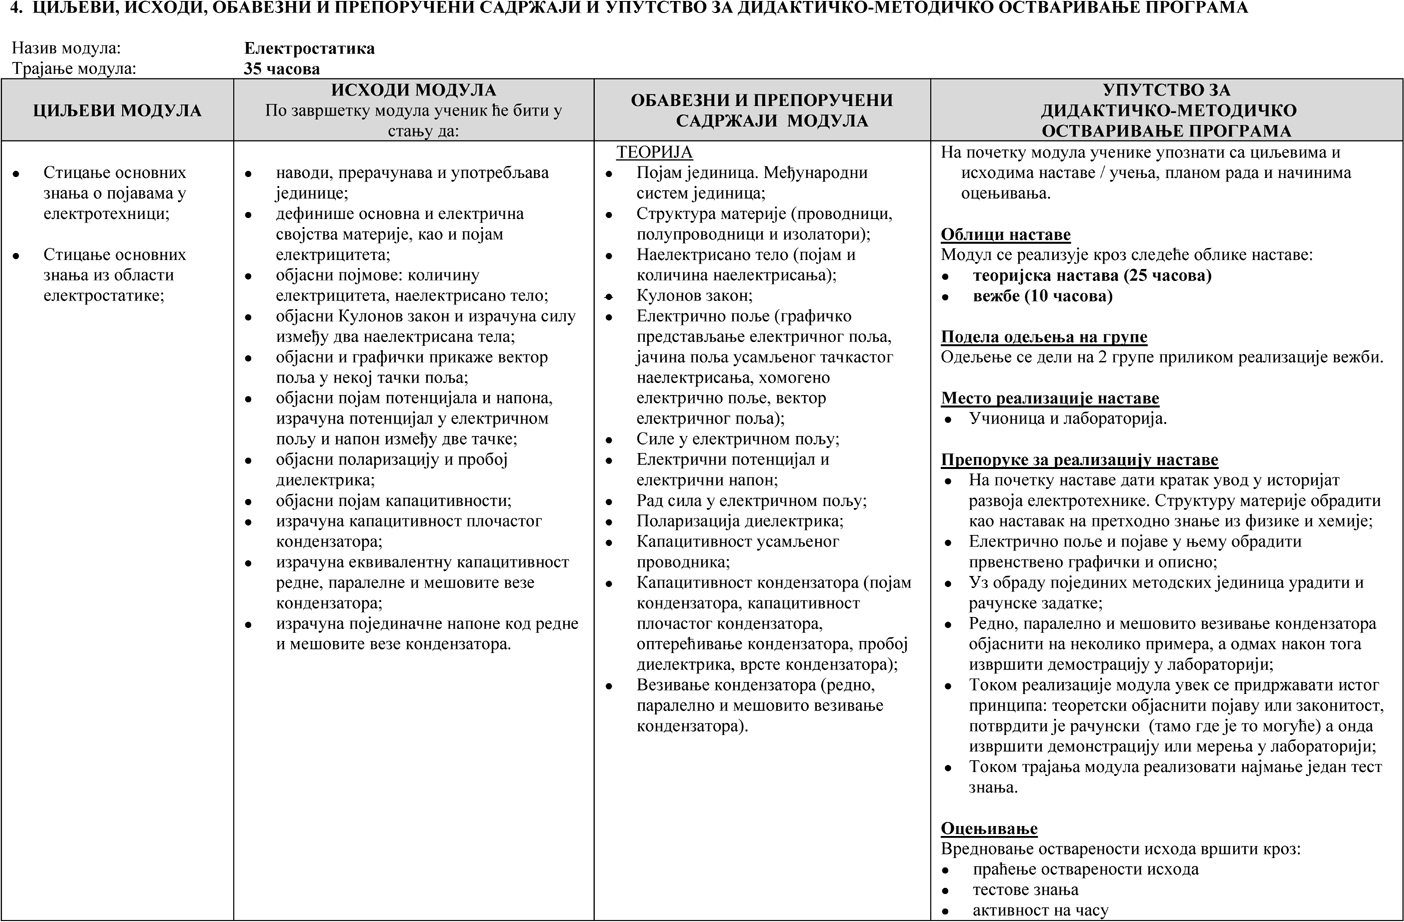 4. ЦИЉЕВИ, ИСХОДИ, ОБАВЕЗНИ И ПРЕПОРУЧЕНИ САДРЖАЈИ И УПУТСТВО ЗА ДИДАКТИЧКО-МЕТОДИЧКО ОСТВАРИВАЊЕ ПРОГРАМА
Назив модула: Електростатика
Трајање модула: 35 часова
ЦИЉЕВИ МОДУЛА
ИСХОДИ МОДУЛА
По завршетку модула ученик ће бити у
стању да:
ОБАВЕЗНИ И ПРЕПОРУЧЕНИ
САДРЖАЈИ МОДУЛА
УПУТСТВО ЗА
ДИДАКТИЧКО-МЕТОДИЧКО
ОСТВАРИВАЊЕ ПРОГРАМА
● Стицање основних
знања о појавама у
електротехници;
● Стицање основних
знања из области
електростатике;
● наводи, прерачунава и употребљава
јединице;
● дефинише основна и електрична
својства материје, као и појам
електрицитета;
● објасни појмове: количину
електрицитета, наелектрисано тело;
● објасни Кулонов закон и израчуна силу
између два наелектрисана тела;
● објасни и графички прикаже вектор
поља у некој тачки поља;
● објасни појам потенцијала и напона,
израчуна потенцијал у електричном
пољу и напон између две тачке;
● објасни поларизацију и пробој
диелектрика;
● објасни појам капацитивности;
● израчуна капацитивност плочастог
кондензатора;
● израчуна еквивалентну капацитивност
редне, паралелне и мешовите везе
кондензатора;
● израчуна појединачне напоне код редне
и мешовите везе кондензатора.
ТЕОРИЈА
● Појам јединица. Међународни
систем јединица;
● Структура материје (проводници,
полупроводници и изолатори);
● Наелектрисано тело (појам и
количина наелектрисања);
● Кулонов закон;
● Електрично поље (графичко
представљање електричног поља,
јачина поља усамљеног тачкастог
наелектрисања, хомогено
електрично поље, вектор
електричног поља);
● Силе у електричном пољу;
● Електрични потенцијал и
електрични напон;
● Рад сила у електричном пољу;
● Поларизација диелектрика;
● Капацитивност усамљеног
проводника;
● Капацитивност кондензатора (појам
кондензатора, капацитивност
плочастог кондензатора,
оптерећивање кондензатора, пробој
диелектрика, врсте кондензатора);
● Везивање кондензатора (редно,
паралелно и мешовито везивање
кондензатора).
На почетку модула ученике упознати са циљевима и
исходима наставе / учења, планом рада и начинима
оцењивања.
Облици наставе
Модул се реализује кроз следеће облике наставе:
● теоријска настава (25 часова)
● вежбе (10 часова)
Подела одељења на групе
Одељење се дели на 2 групе приликом реализације вежби.
Место реализације наставе
● Учионица и лабораторија.
Препоруке за реализацију наставе
● На почетку наставе дати кратак увод у историјат
развоја електротехнике. Структуру материје обрадити
као наставак на претходно знање из физике и хемије;
● Електрично поље и појаве у њему обрадити
првенствено графички и описно;
● Уз обраду појединих методских јединица урадити и
рачунске задатке;
● Редно, паралелно и мешовито везивање кондензатора
објаснити на неколико примера, а одмах након тога
извршити демострацију у лабораторији;
● Током реализације модула увек се придржавати истог
принципа: теоретски објаснити појаву или законитост,
потврдити је рачунски (тамо где је то могуће) а онда
извршити демонстрацију или мерења у лабораторији;
● Током трајања модула реализовати најмање један тест
знања.
Оцењивање
Вредновање остварености исхода вршити кроз:
● праћење остварености исхода
● тестове знања
● активност на часу